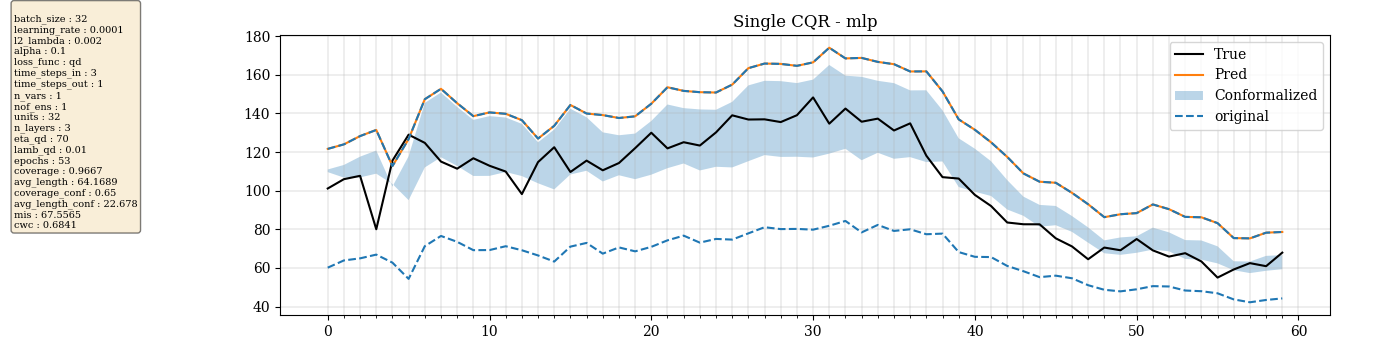 batch_size : 32
learning_rate : 0.0001
l2_lambda : 0.002
alpha : 0.1
loss_func : qd
time_steps_in : 3
time_steps_out : 1
n_vars : 1
nof_ens : 1
units : 32
n_layers : 3
eta_qd : 70
lamb_qd : 0.01
epochs : 53
coverage : 0.9667
avg_length : 64.1689
coverage_conf : 0.65
avg_length_conf : 22.678
mis : 67.5565
cwc : 0.6841
Single CQR - mlp
180
160
140
120
100
80
60
40
0 10 20 30 40 50 60
True
Pred
Conformalized
original